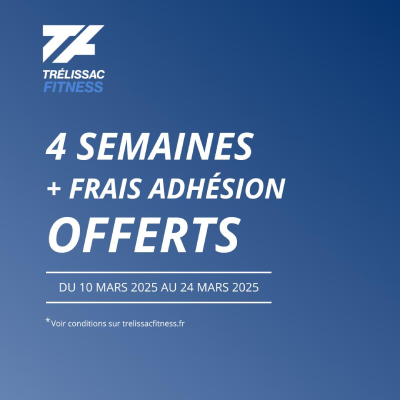 TRÉLISSAC
FITNESS
4 SEMAINES
+ FRAIS ADHÉSION
OFFERTS
DU 10 MARS 2025 AU 24 MARS 2025
*Voir conditions sur trelissacfitness.fr